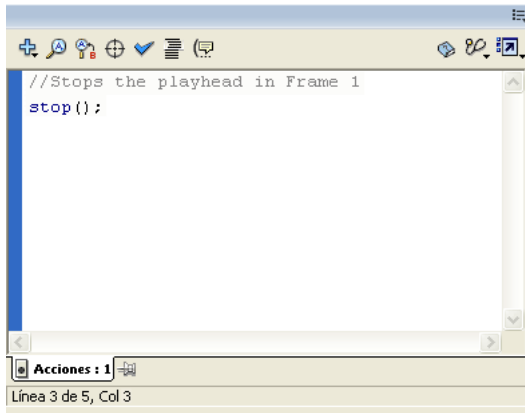 //Stops the playhead in Frame 1
stop();
Acciones : 1
Línea 3 de 5, Col 3